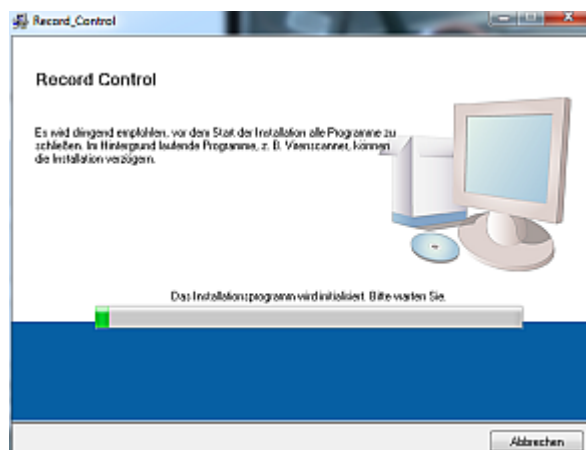 Record_Control
Record Control
Es wird dringend empfohlen, vor dem Start der Installation alle Programme zu
schließen. Im Hintergrund laufende Programme, z. B. Virenscanner, können
die Installation verzögern.
Das Installationsprogramm wird initialisiert. Bitte warten Sie.
Abbrechen